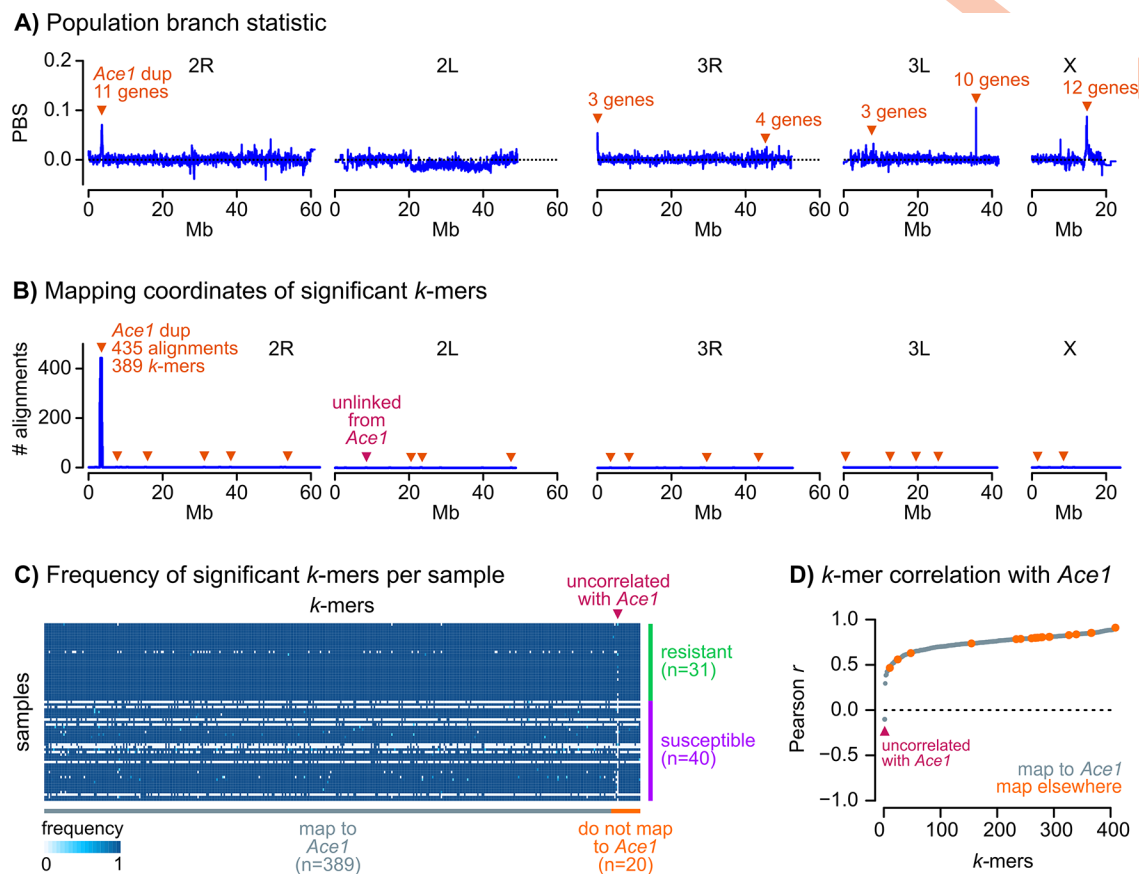 A) Population branch statistic
PBS
0.2
0.1
0.0
2R
2L
3R
3L
X
Ace1 dup
11 genes
3 genes
4 genes
3 genes
10 genes
12 genes
0 20 40 60
0 20 40 60
0 20 40 60
0 20 40
0 20
Mb
Mb
Mb
Mb
Mb
B) Mapping coordinates of significant k-mers
# alignments
400
200
0
Ace1 dup
435 alignments
389 k-mers
2R
2L
3R
3L
X
unlinked
from
Ace1
0 20 40 60
0 20 40 60
0 20 40 60
0 20 40
0 20
Mb
Mb
Mb
Mb
Mb
C) Frequency of significant k-mers per sample
k-mers
uncorrelated
with Ace1
samples
resistant
(n=31)
susceptible
(n=40)
frequency
0 1
map to
Ace1
(n=389)
do not map
to Ace1
(n=20)
D) k-mer correlation with Ace1
Pearson r
1.0
0.5
0.0
−0.5
−1.0
uncorrelated
with Ace1
map to Ace1
map elsewhere
0 100 200 300 400
k-mers